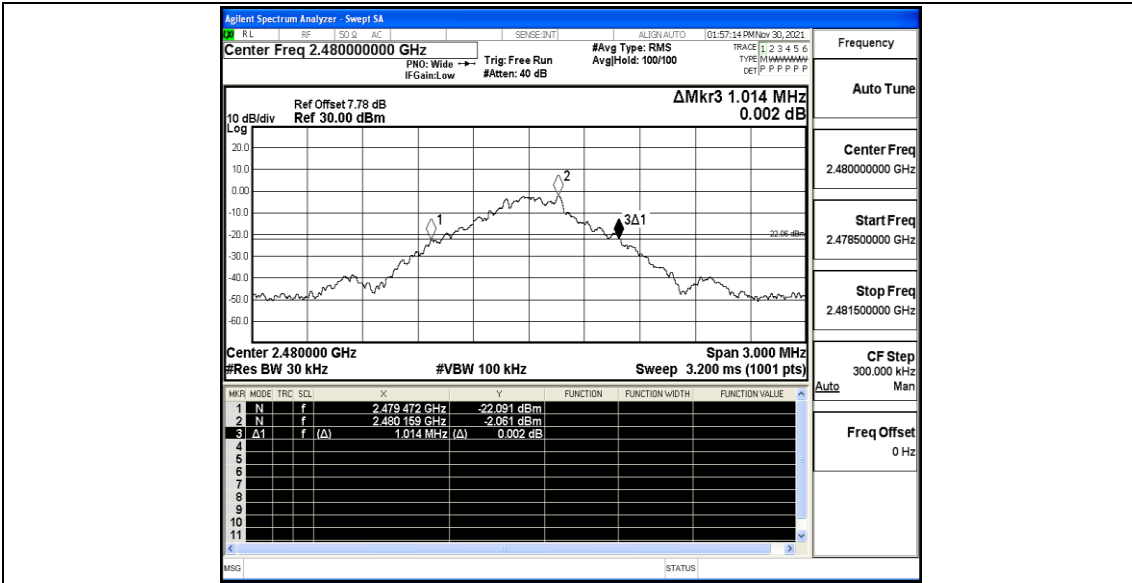 Agilent Spectrum Analyzer - Swept SA
RL RF 50 Ω AC SENSE:INT ALIGN AUTO 01:57:14 PM Nov 30, 2021
Center Freq 2.480000000 GHz
PNO: Wide
IFGain:Low
Trig: Free Run
#Atten: 40 dB
#Avg Type: RMS
Avg|Hold: 100/100
TRACE 1 2 3 4 5 6
TYPE M
DET P P P P P P
ΔMkr3 1.014 MHz
0.002 dB
Ref Offset 7.78 dB
10 dB/div Ref 30.00 dBm
Log
20.0
10.0
0.00
-10.0
-20.0
-30.0
-40.0
-50.0
-60.0
1
2
3Δ1
22.06 dBm
Center 2.480000 GHz Span 3.000 MHz
#Res BW 30 kHz #VBW 100 kHz Sweep 3.200 ms (1001 pts)
MKR MODE TRC SCL X Y FUNCTION FUNCTION WIDTH FUNCTION VALUE
1 N f 2.479 472 GHz -22.091 dBm
2 N f 2.480 159 GHz -2.061 dBm
3 Δ1 f (Δ) 1.014 MHz (Δ) 0.002 dB
4
5
6
7
8
9
10
11
MSG STATUS
Frequency
Auto Tune
Center Freq
2.480000000 GHz
Start Freq
2.478500000 GHz
Stop Freq
2.481500000 GHz
CF Step
300.000 kHz
Auto Man
Freq Offset
0 Hz